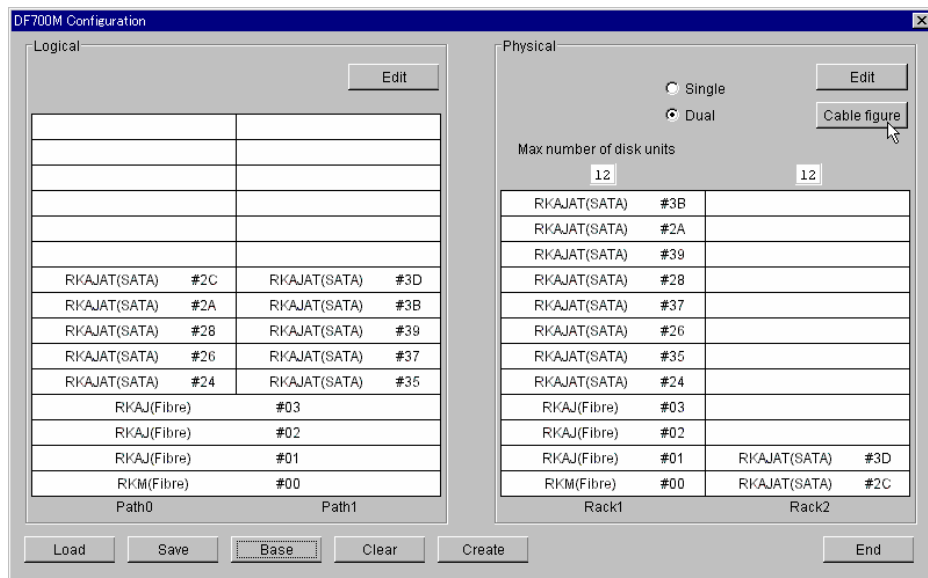 DF700M Configuration
Logical
Edit
RKAJAT(SATA) #2C RKAJAT(SATA) #3D
RKAJAT(SATA) #2A RKAJAT(SATA) #3B
RKAJAT(SATA) #28 RKAJAT(SATA) #39
RKAJAT(SATA) #26 RKAJAT(SATA) #37
RKAJAT(SATA) #24 RKAJAT(SATA) #35
RKAJ(Fibre) #03
RKAJ(Fibre) #02
RKAJ(Fibre) #01
RKM(Fibre) #00
Path0 Path1
Physical
Edit
Single
Dual
Cable figure
Max number of disk units
12 12
RKAJAT(SATA) #3B
RKAJAT(SATA) #2A
RKAJAT(SATA) #39
RKAJAT(SATA) #28
RKAJAT(SATA) #37
RKAJAT(SATA) #26
RKAJAT(SATA) #35
RKAJAT(SATA) #24
RKAJ(Fibre) #03
RKAJ(Fibre) #02
RKAJ(Fibre) #01 RKAJAT(SATA) #3D
RKM(Fibre) #00 RKAJAT(SATA) #2C
Rack1 Rack2
Load Save Base Clear Create End